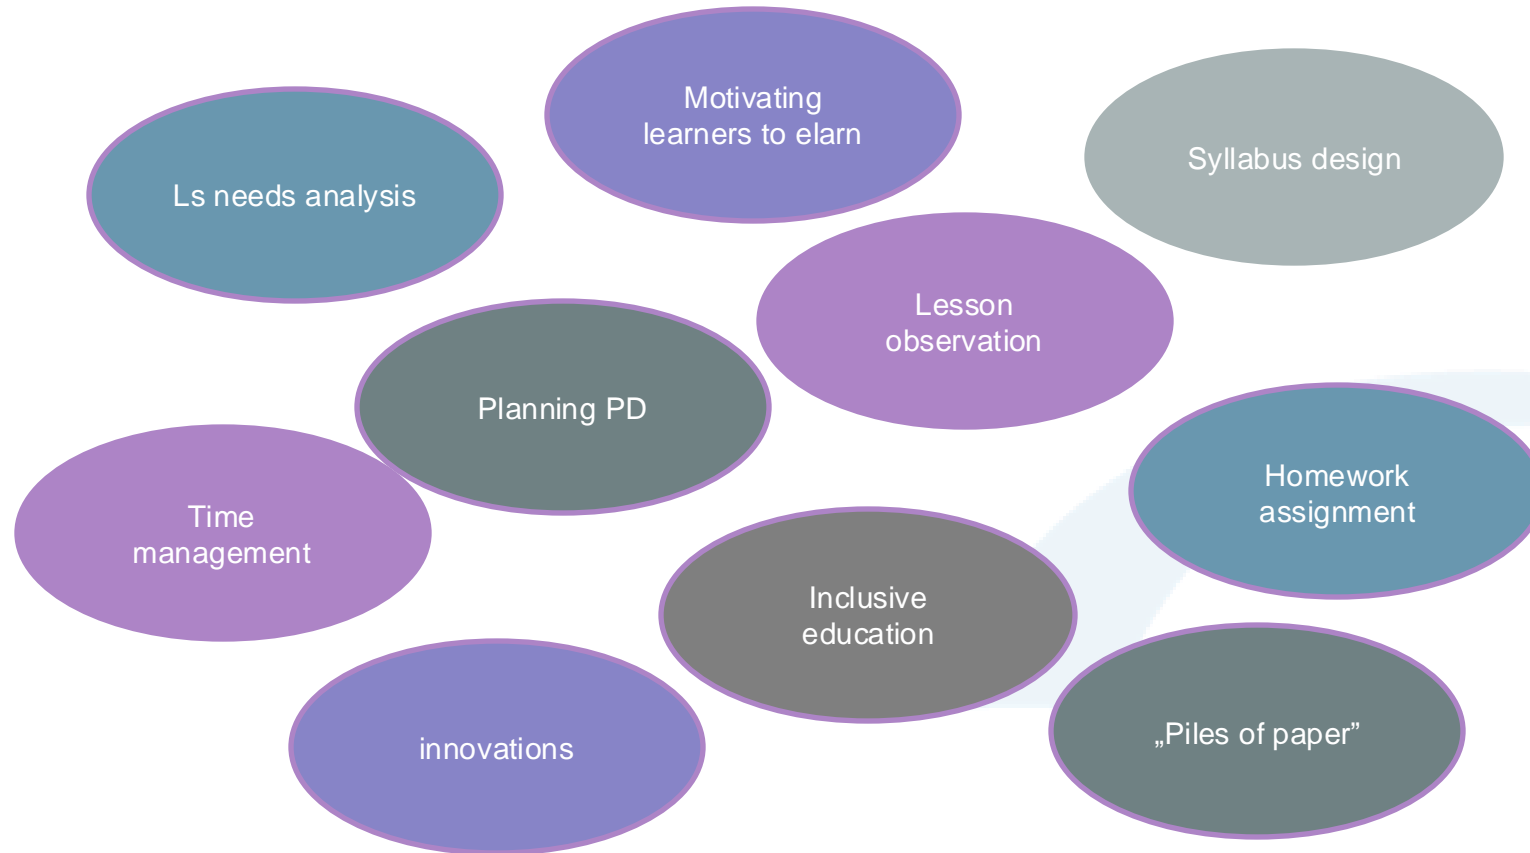 Motivating
learners to elarn
Syllabus design
Ls needs analysis
Lesson
observation
Planning PD
Homework
assignment
Time
management
Inclusive
education
innovations
„Piles of paper”